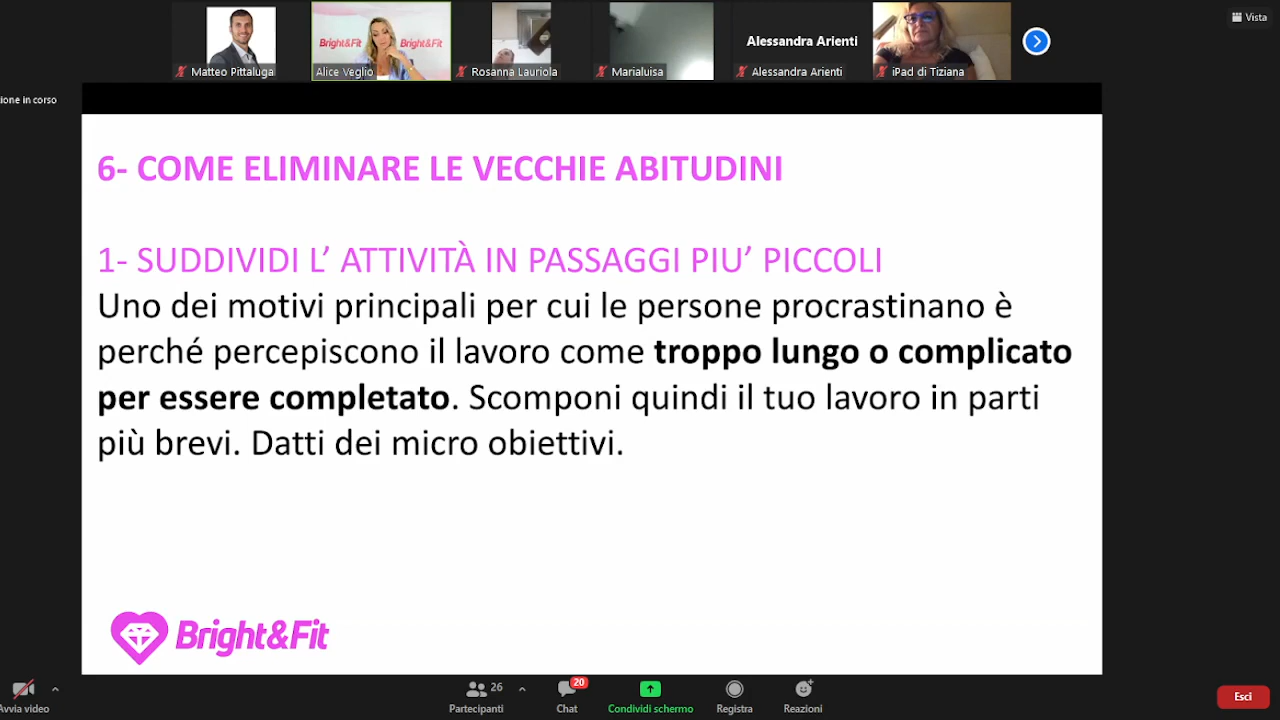 Vista
Bright&Fit
Bright&Fit
Alessandra Arienti
Matteo Pittaluga
Alice Veglio
Rosanna Lauriola
Marialuisa
Alessandra Arienti
iPad di Tiziana
ione in corso
6- COME ELIMINARE LE VECCHIE ABITUDINI
1- SUDDIVIDI L’ ATTIVITÀ IN PASSAGGI PIU’ PICCOLI
Uno dei motivi principali per cui le persone procrastinano è
perché percepiscono il lavoro come troppo lungo o complicato
per essere completato. Scomponi quindi il tuo lavoro in parti
più brevi. Datti dei micro obiettivi.
Bright&Fit
26
20
Avvia video
Partecipanti
Chat
Condividi schermo
Registra
Reazioni
Esci